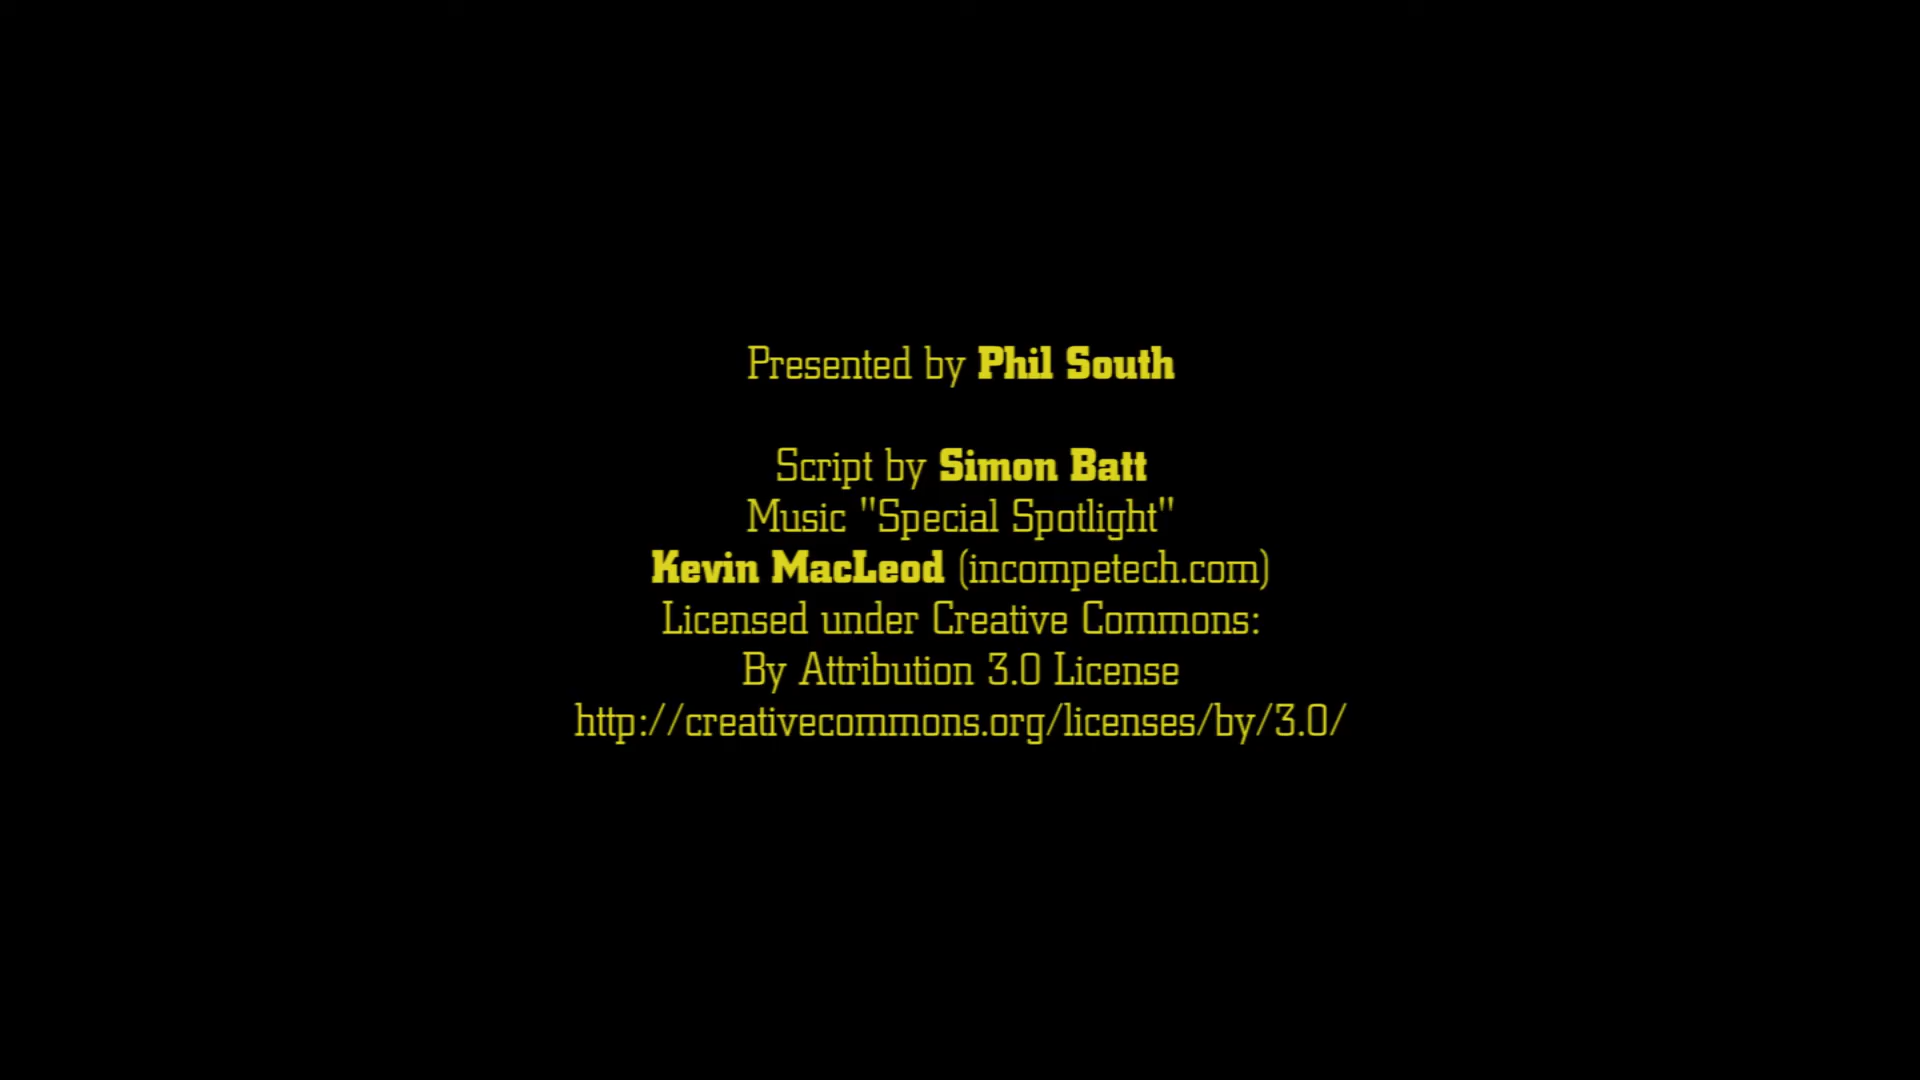 Presented by Phil South
Script by Simon Batt
Music "Special Spotlight"
Kevin MacLeod (incompetech.com)
Licensed under Creative Commons:
By Attribution 3.0 License
http://creativecommons.org/licenses/by/3.0/